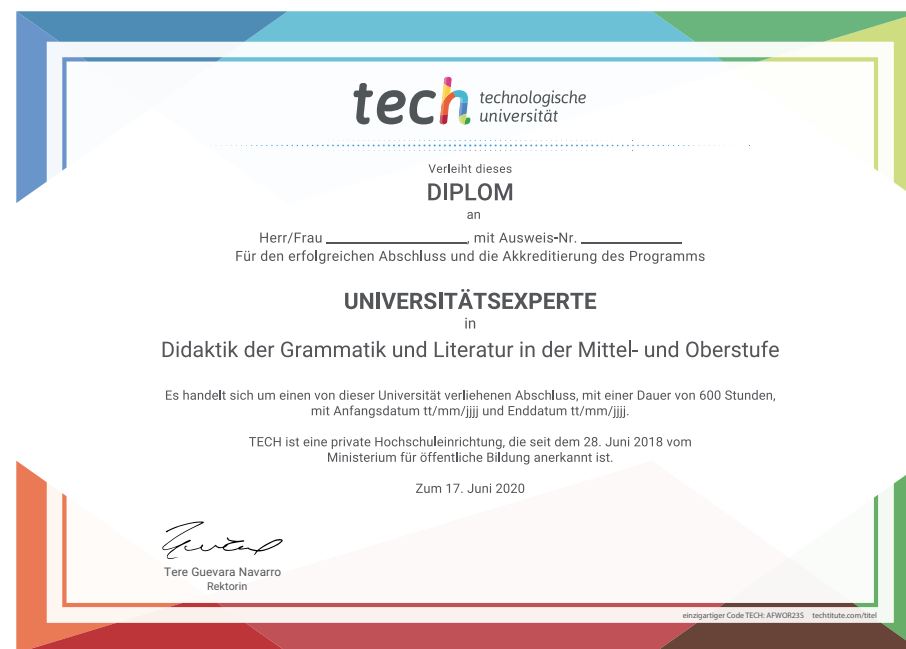 tech technologische
universität
Verleiht dieses
DIPLOM
an
Herr/Frau ____________________, mit Ausweis-Nr. ______________
Für den erfolgreichen Abschluss und die Akkreditierung des Programms
UNIVERSITÄTSEXPERTE
in
Didaktik der Grammatik und Literatur in der Mittel- und Oberstufe
Es handelt sich um einen von dieser Universität verliehenen Abschluss, mit einer Dauer von 600 Stunden,
mit Anfangsdatum tt/mm/jjjj und Enddatum tt/mm/jjjj.
TECH ist eine private Hochschuleinrichtung, die seit dem 28. Juni 2018 vom
Ministerium für öffentliche Bildung anerkannt ist.
Zum 17. Juni 2020
Tere Guevara Navarro
Rektorin
einzigartiger Code TECH: AFWOR23S techtitute.com/titel